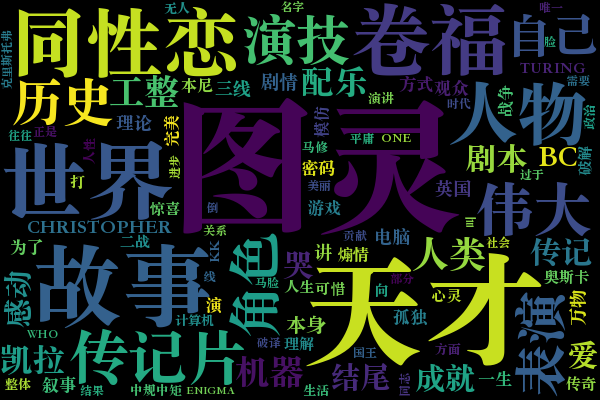 同性恋
演技
卷福
自己
无人
名字
唯一
克里斯托弗
脸
TURING
历史
工整
本尼
三线
剧情
配乐
方式
观众
需要
理论
完美
模仿
演讲
时代
战争
政治
往往
正是
人性
进步
打
图灵
马修
平庸
ONE
人物
破解
世界
密码
剧本
BC
过于
美丽
英国
惊喜
倒
游戏
伟大
CHRISTOPHER
关系
贡献
III
社会
为了
二战
KK
电脑
讲
煽情
人类
传记
故事
角色
哭
奥斯卡
感动
线
马脸
人生
可惜
向
部分
心灵
万物
演
天才
WHO
计算机
本身
孤独
表演
凯拉
传记片
破译
理解
国王
方面
爱
机器
结尾
同志
成就
一生
整体
叙事
结果
中规中矩
ENIGMA
生活
传奇